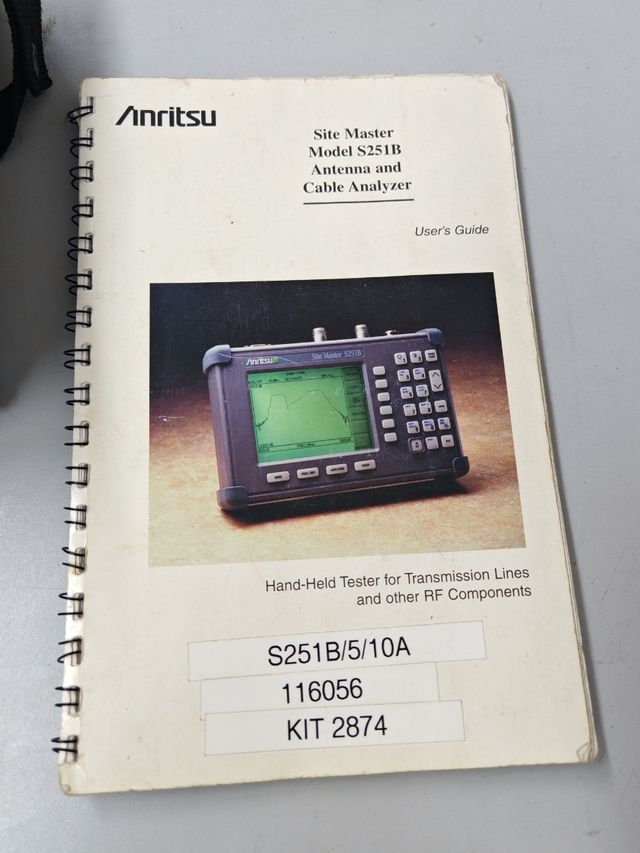 Anritsu
Site Master
Model S251B
Antenna and
Cable Analyzer
User's Guide
Anritsu Site Master S251B
Hand-Held Tester for Transmission Lines
and other RF Components
S251B/5/10A
116056
KIT 2874